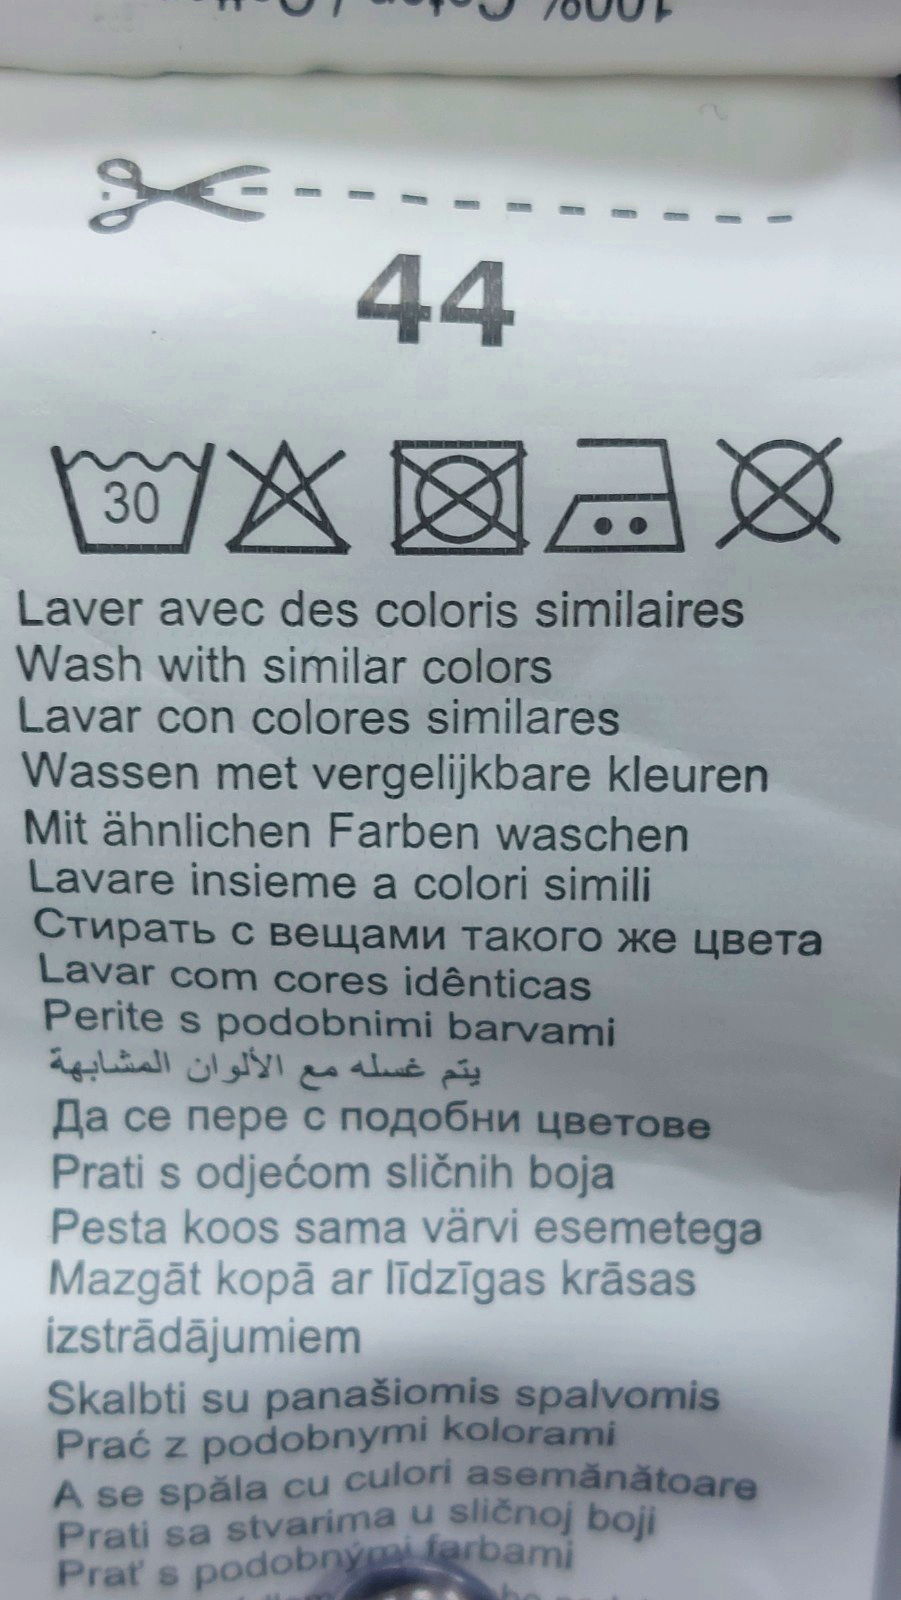 100% Coton / Cotton
44
30
Laver avec des coloris similaires
Wash with similar colors
Lavar con colores similares
Wassen met vergelijkbare kleuren
Mit ähnlichen Farben waschen
Lavare insieme a colori simili
Стирать с вещами такого же цвета
Lavar com cores idênticas
Perite s podobnimi barvami
يتم غسله مع الألوان المشابهة
Да се пере с подобни цветове
Prati s odjećom sličnih boja
Pesta koos sama värvi esemetega
Mazgāt kopā ar līdzīgas krāsas
izstrādājumiem
Skalbti su panašiomis spalvomis
Prać z podobnymi kolorami
A se spăla cu culori asemănătoare
Prati sa stvarima u sličnoj boji
Prať s podobnými farbami